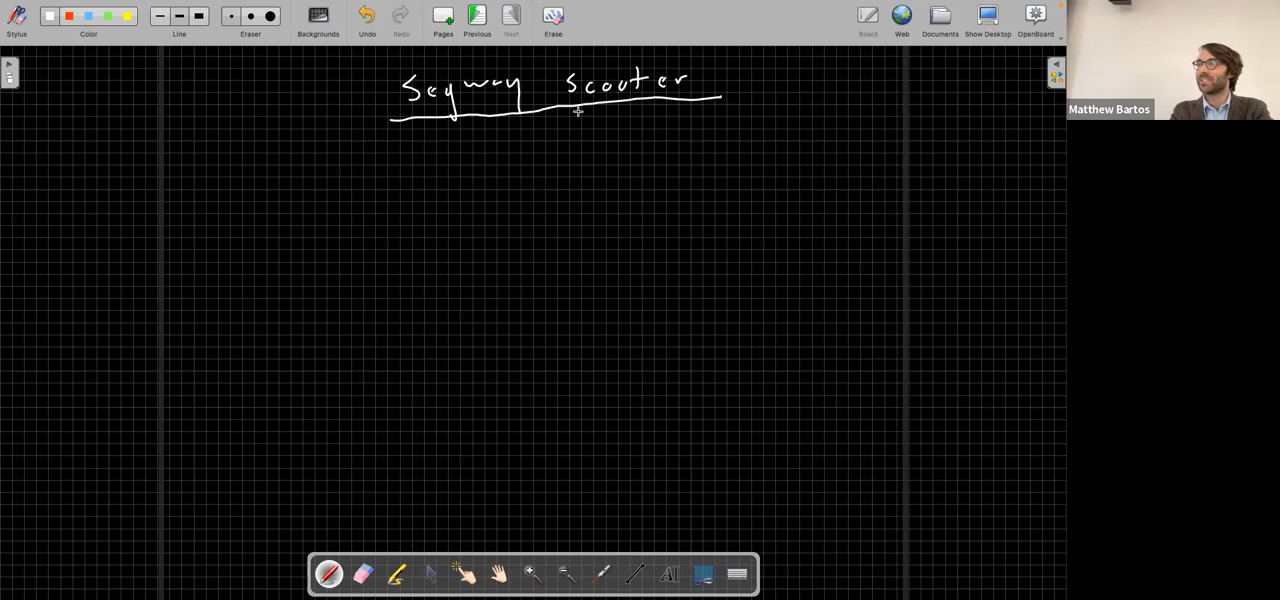 Stylus
Color
Line
Eraser
Backgrounds
Undo
Redo
Pages
Previous
Next
Erase
Board
Web
Documents
Show Desktop
OpenBoard
Segway Scooter
Matthew Bartos
AI